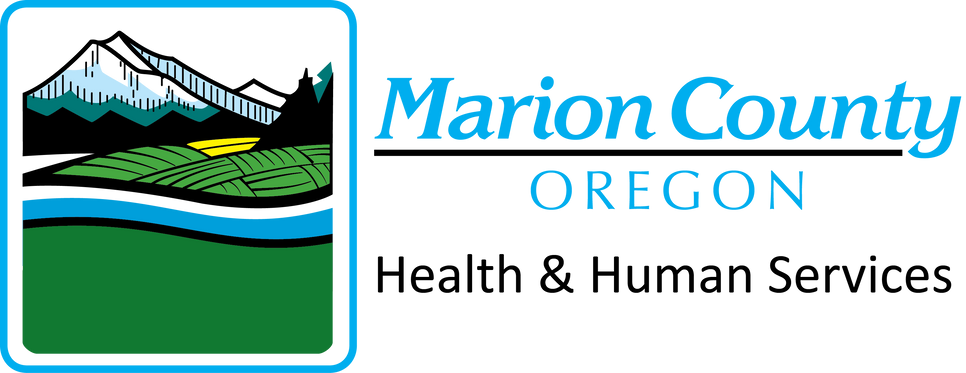 Marion County
OREGON
Health & Human Services